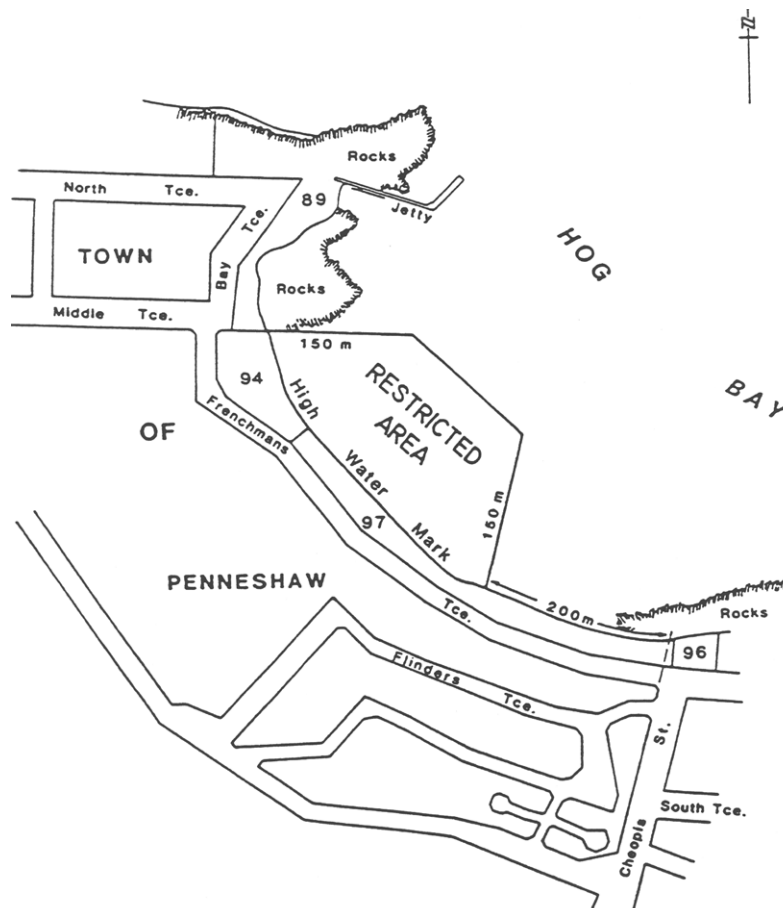 N
Rocks
North Tce.
89
Jetty
Bay Tce.
HOG
TOWN
Rocks
Middle Tce.
150 m
BAY
94
High
RESTRICTED
AREA
OF
Frenchmans
Water
97
Mark
150 m
PENNESHAW
200m
Tce.
Rocks
96
Flinders
Tce.
St.
South Tce.
Cheopis